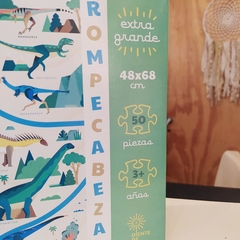 ROMPECABEZA
extra
grande
48x68
cm
50
piezas
3+
años